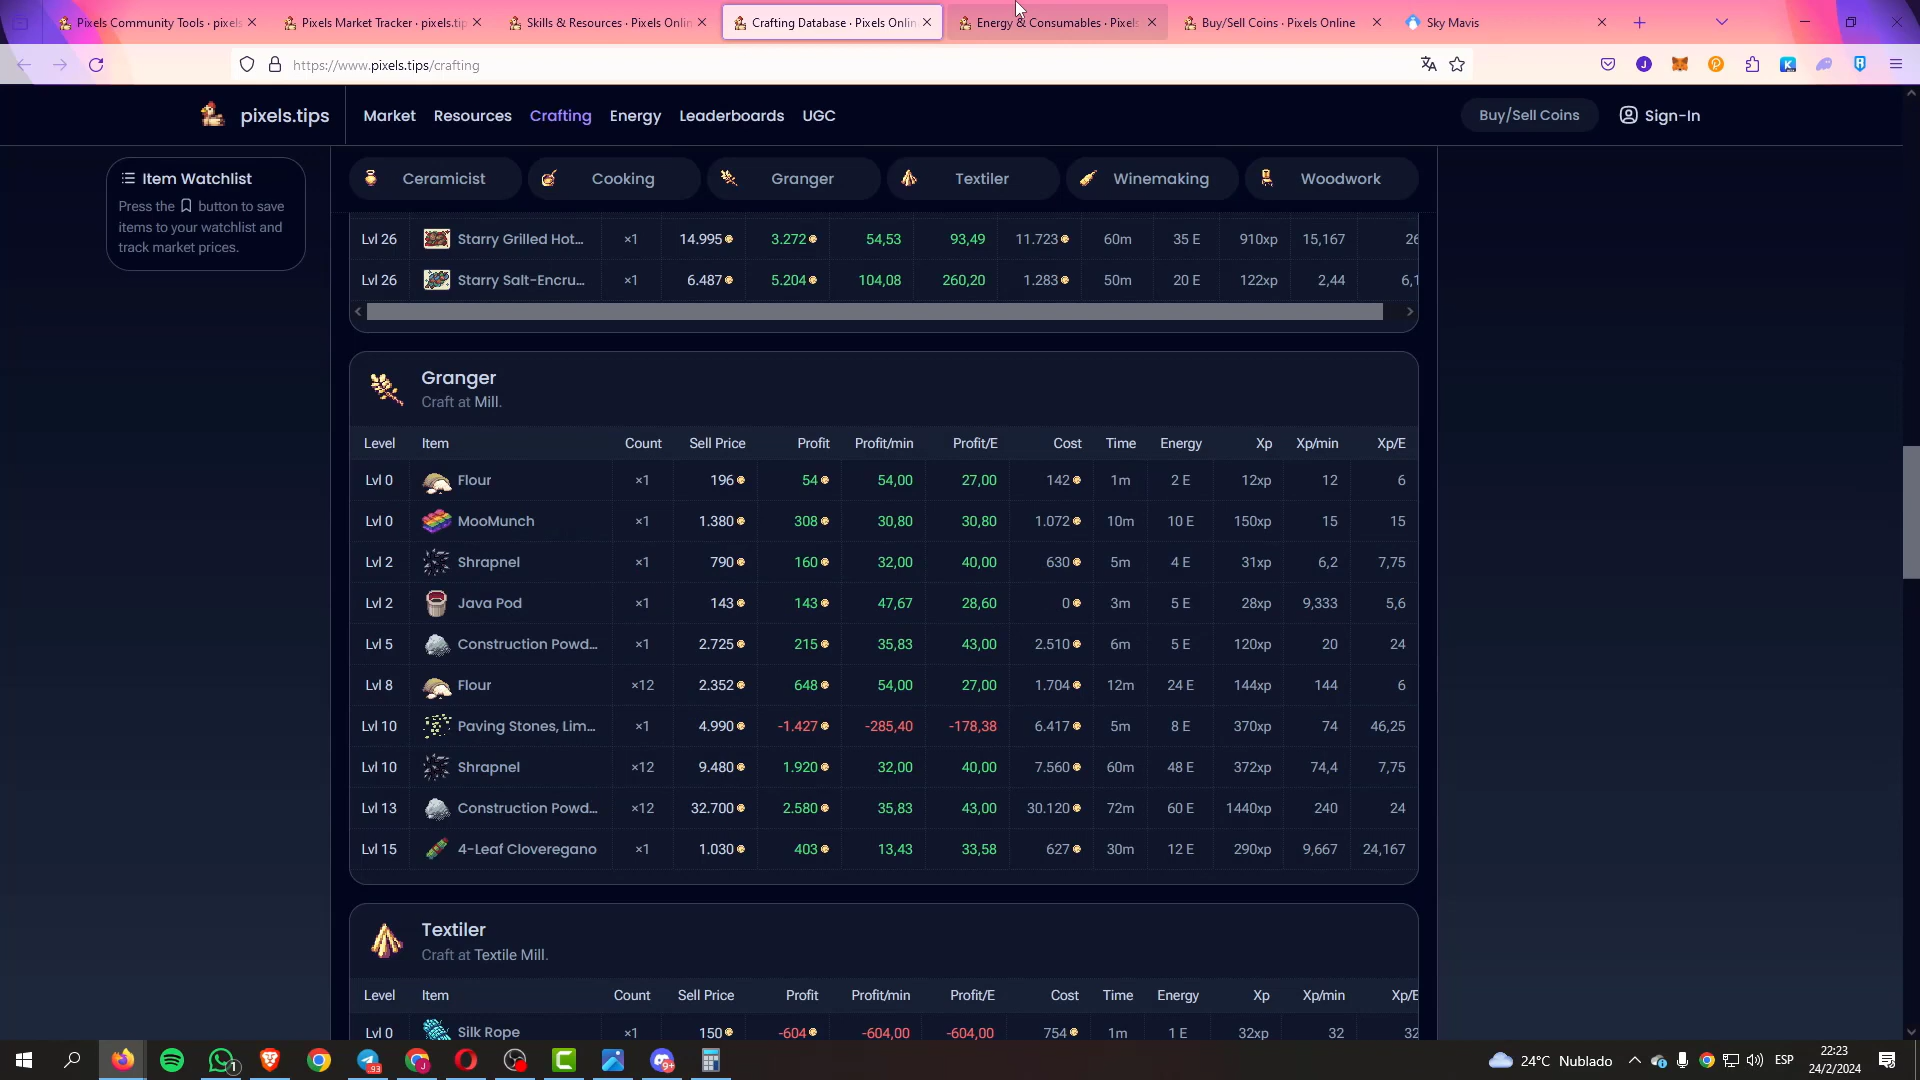 Pixels Community Tools · pixels
Pixels Market Tracker · pixels.tip
Skills & Resources · Pixels Onlin
Crafting Database · Pixels Onlin
Energy & Consumables · Pixels
Buy/Sell Coins · Pixels Online
Sky Mavis
https://www.pixels.tips/crafting
pixels.tips
Market Resources Crafting Energy Leaderboards UGC
Buy/Sell Coins
Sign-In
Item Watchlist
Press the button to save
items to your watchlist and
track market prices.
Ceramicist Cooking Granger Textiler Winemaking Woodwork
Lvl 26 Starry Grilled Hot... ×1 14.995 3.272 54,53 93,49 11.723 60m 35 E 910xp 15,167 26
Lvl 26 Starry Salt-Encru... ×1 6.487 5.204 104,08 260,20 1.283 50m 20 E 122xp 2,44 6,1
Granger
Craft at Mill.
Level Item Count Sell Price Profit Profit/min Profit/E Cost Time Energy Xp Xp/min Xp/E
Lvl 0 Flour ×1 196 54 54,00 27,00 142 1m 2 E 12xp 12 6
Lvl 0 MooMunch ×1 1.380 308 30,80 30,80 1.072 10m 10 E 150xp 15 15
Lvl 2 Shrapnel ×1 790 160 32,00 40,00 630 5m 4 E 31xp 6,2 7,75
Lvl 2 Java Pod ×1 143 143 47,67 28,60 0 3m 5 E 28xp 9,333 5,6
Lvl 5 Construction Powd... ×1 2.725 215 35,83 43,00 2.510 6m 5 E 120xp 20 24
Lvl 8 Flour ×12 2.352 648 54,00 27,00 1.704 12m 24 E 144xp 144 6
Lvl 10 Paving Stones, Lim... ×1 4.990 -1.427 -285,40 -178,38 6.417 5m 8 E 370xp 74 46,25
Lvl 10 Shrapnel ×12 9.480 1.920 32,00 40,00 7.560 60m 48 E 372xp 74,4 7,75
Lvl 13 Construction Powd... ×12 32.700 2.580 35,83 43,00 30.120 72m 60 E 1440xp 240 24
Lvl 15 4-Leaf Cloveregano ×1 1.030 403 13,43 33,58 627 30m 12 E 290xp 9,667 24,167
Textiler
Craft at Textile Mill.
Level Item Count Sell Price Profit Profit/min Profit/E Cost Time Energy Xp Xp/min Xp/E
Lvl 0 Silk Rope ×1 150 -604 -604,00 -604,00 754 1m 1 E 32xp 32 32
24°C Nublado
ESP
22:23
24/2/2024